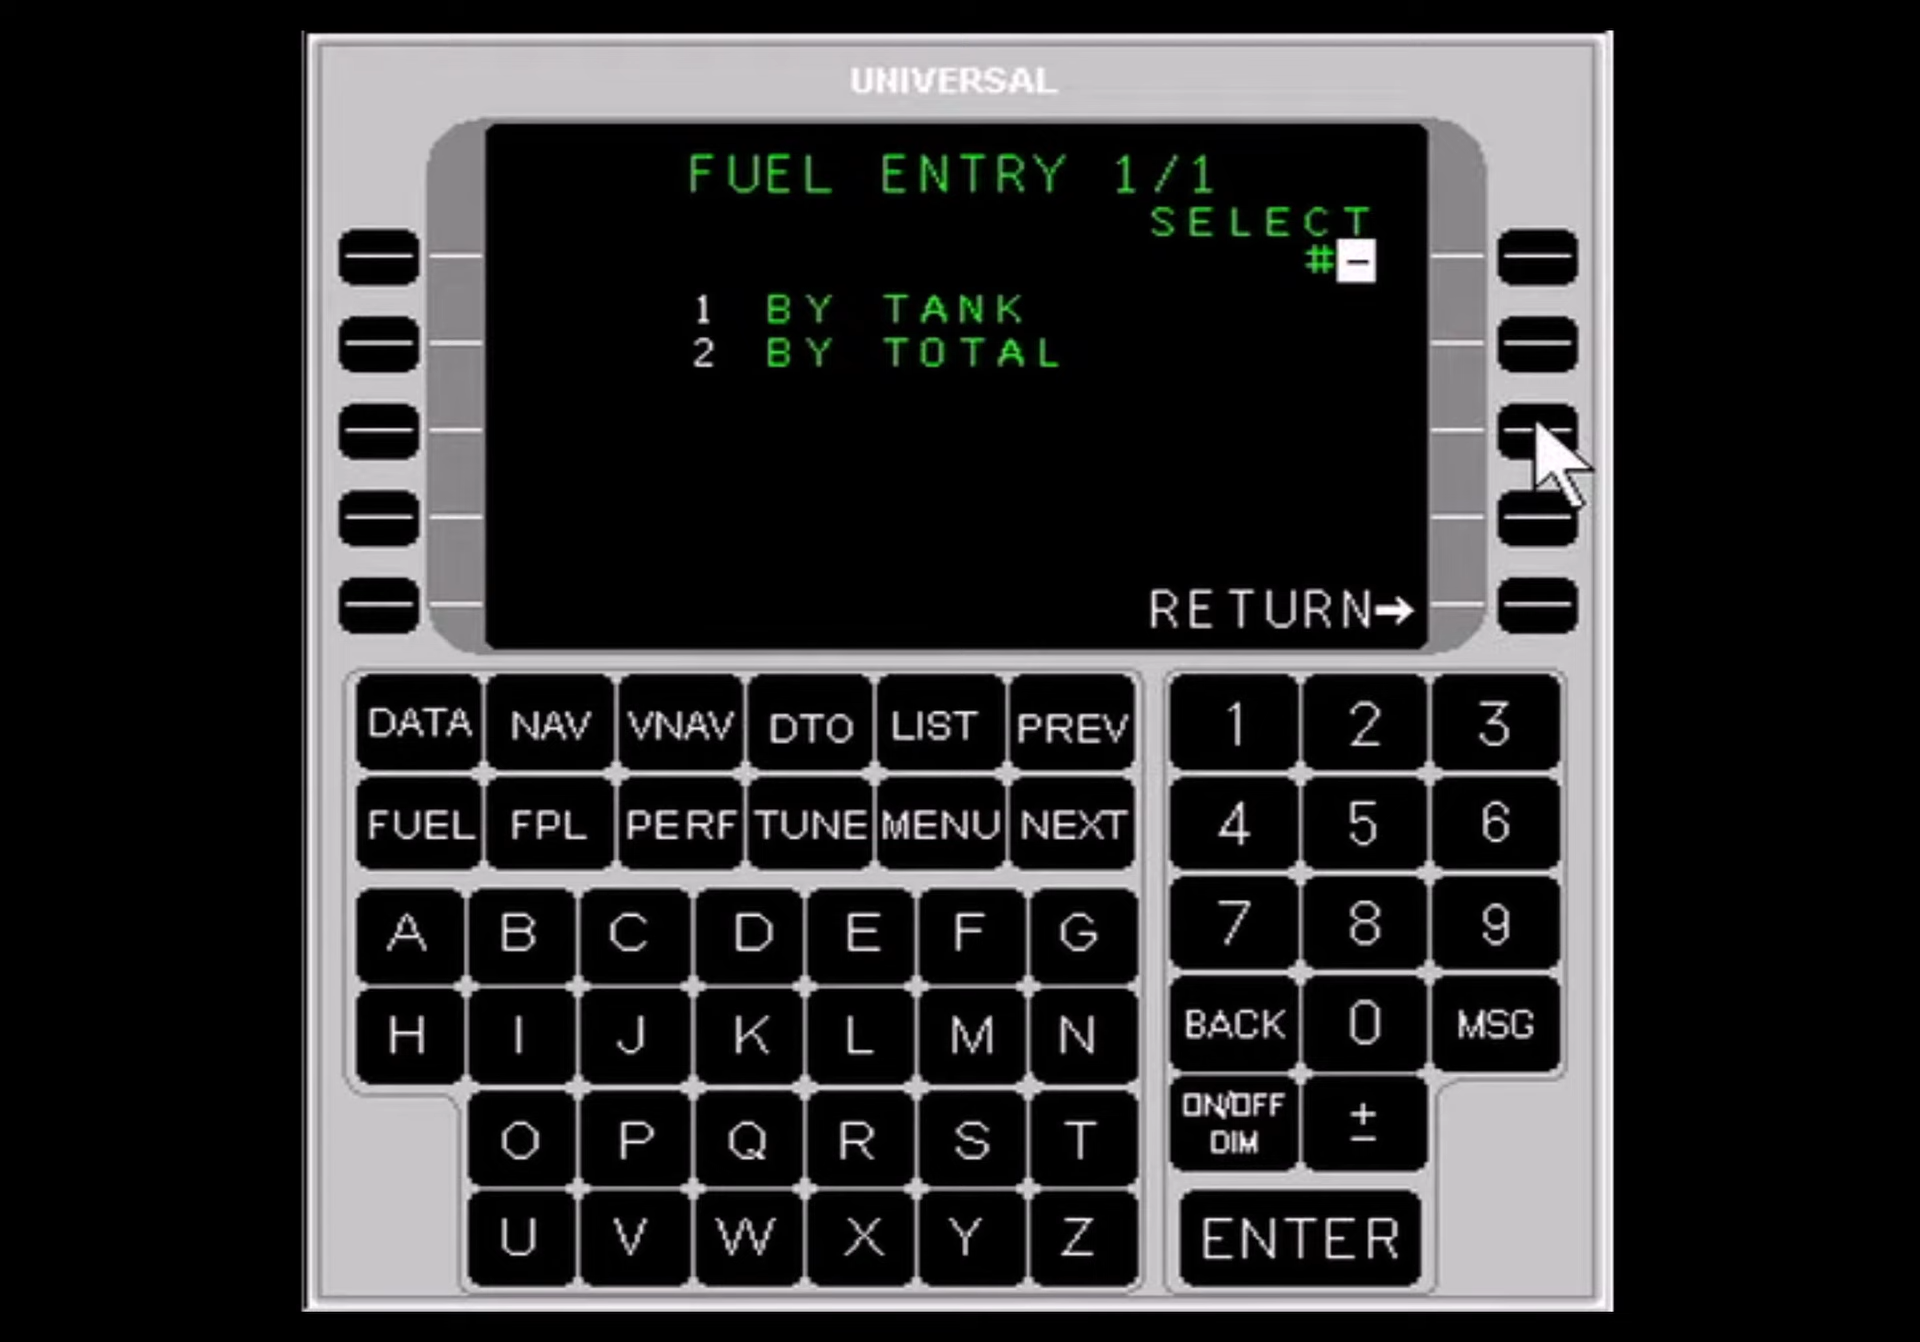 UNIVERSAL
FUEL ENTRY 1/1
SELECT
#-
1 BY TANK
2 BY TOTAL
RETURN→
DATA NAV VNAV DTO LIST PREV
FUEL FPL PERF TUNE MENU NEXT
A B C D E F G
H I J K L M N
O P Q R S T
U V W X Y Z
1 2 3
4 5 6
7 8 9
BACK 0 MSG
ON/OFF
DIM
±
ENTER